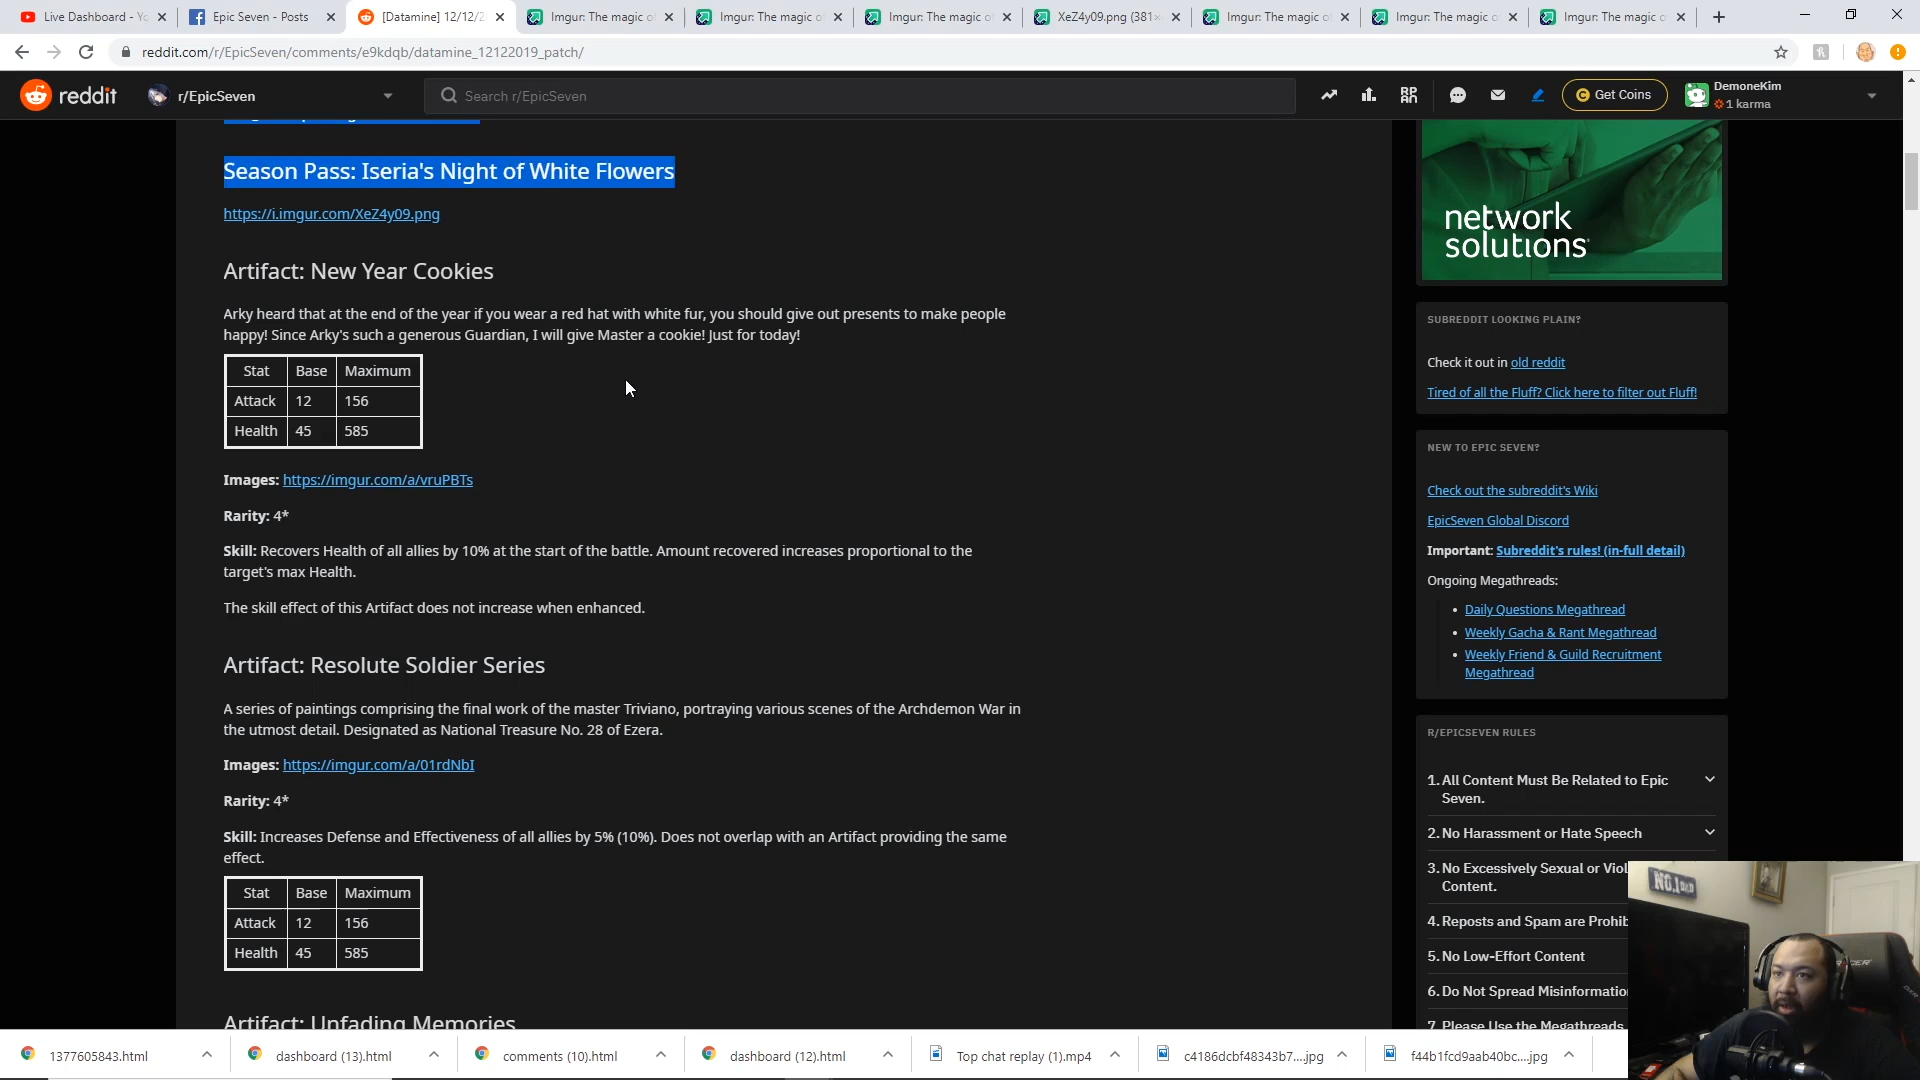 Live Dashboard - Yo
Epic Seven - Posts
[Datamine] 12/12/2
Imgur: The magic o
Imgur: The magic o
Imgur: The magic o
XeZ4y09.png (381×
Imgur: The magic o
Imgur: The magic o
Imgur: The magic o
reddit.com/r/EpicSeven/comments/e9kdqb/datamine_12122019_patch/
reddit
r/EpicSeven
Search r/EpicSeven
Get Coins
DemoneKim
1 karma
Season Pass: Iseria's Night of White Flowers
https://i.imgur.com/XeZ4y09.png
Artifact: New Year Cookies
Arky heard that at the end of the year if you wear a red hat with white fur, you should give out presents to make people
happy! Since Arky's such a generous Guardian, I will give Master a cookie! Just for today!
Stat Base Maximum
Attack 12 156
Health 45 585
Images: https://imgur.com/a/vruPBTs
Rarity: 4*
Skill: Recovers Health of all allies by 10% at the start of the battle. Amount recovered increases proportional to the
target's max Health.
The skill effect of this Artifact does not increase when enhanced.
Artifact: Resolute Soldier Series
A series of paintings comprising the final work of the master Triviano, portraying various scenes of the Archdemon War in
the utmost detail. Designated as National Treasure No. 28 of Ezera.
Images: https://imgur.com/a/01rdNbI
Rarity: 4*
Skill: Increases Defense and Effectiveness of all allies by 5% (10%). Does not overlap with an Artifact providing the same
effect.
Stat Base Maximum
Attack 12 156
Health 45 585
Artifact: Unfading Memories
network
solutions
SUBREDDIT LOOKING PLAIN?
Check it out in old reddit
Tired of all the Fluff? Click here to filter out Fluff!
NEW TO EPIC SEVEN?
Check out the subreddit's Wiki
EpicSeven Global Discord
Important: Subreddit's rules! (in-full detail)
Ongoing Megathreads:
• Daily Questions Megathread
• Weekly Gacha & Rant Megathread
• Weekly Friend & Guild Recruitment
Megathread
R/EPICSEVEN RULES
1. All Content Must Be Related to Epic
Seven.
2. No Harassment or Hate Speech
3. No Excessively Sexual or Viol
Content.
4. Reposts and Spam are Prohib
5. No Low-Effort Content
6. Do Not Spread Misinformatio
7. Please Use the Megathreads
NO.1 DAD
1377605843.html
dashboard (13).html
comments (10).html
dashboard (12).html
Top chat replay (1).mp4
c4186dcbf48343b7....jpg
f44b1fcd9aab40bc....jpg